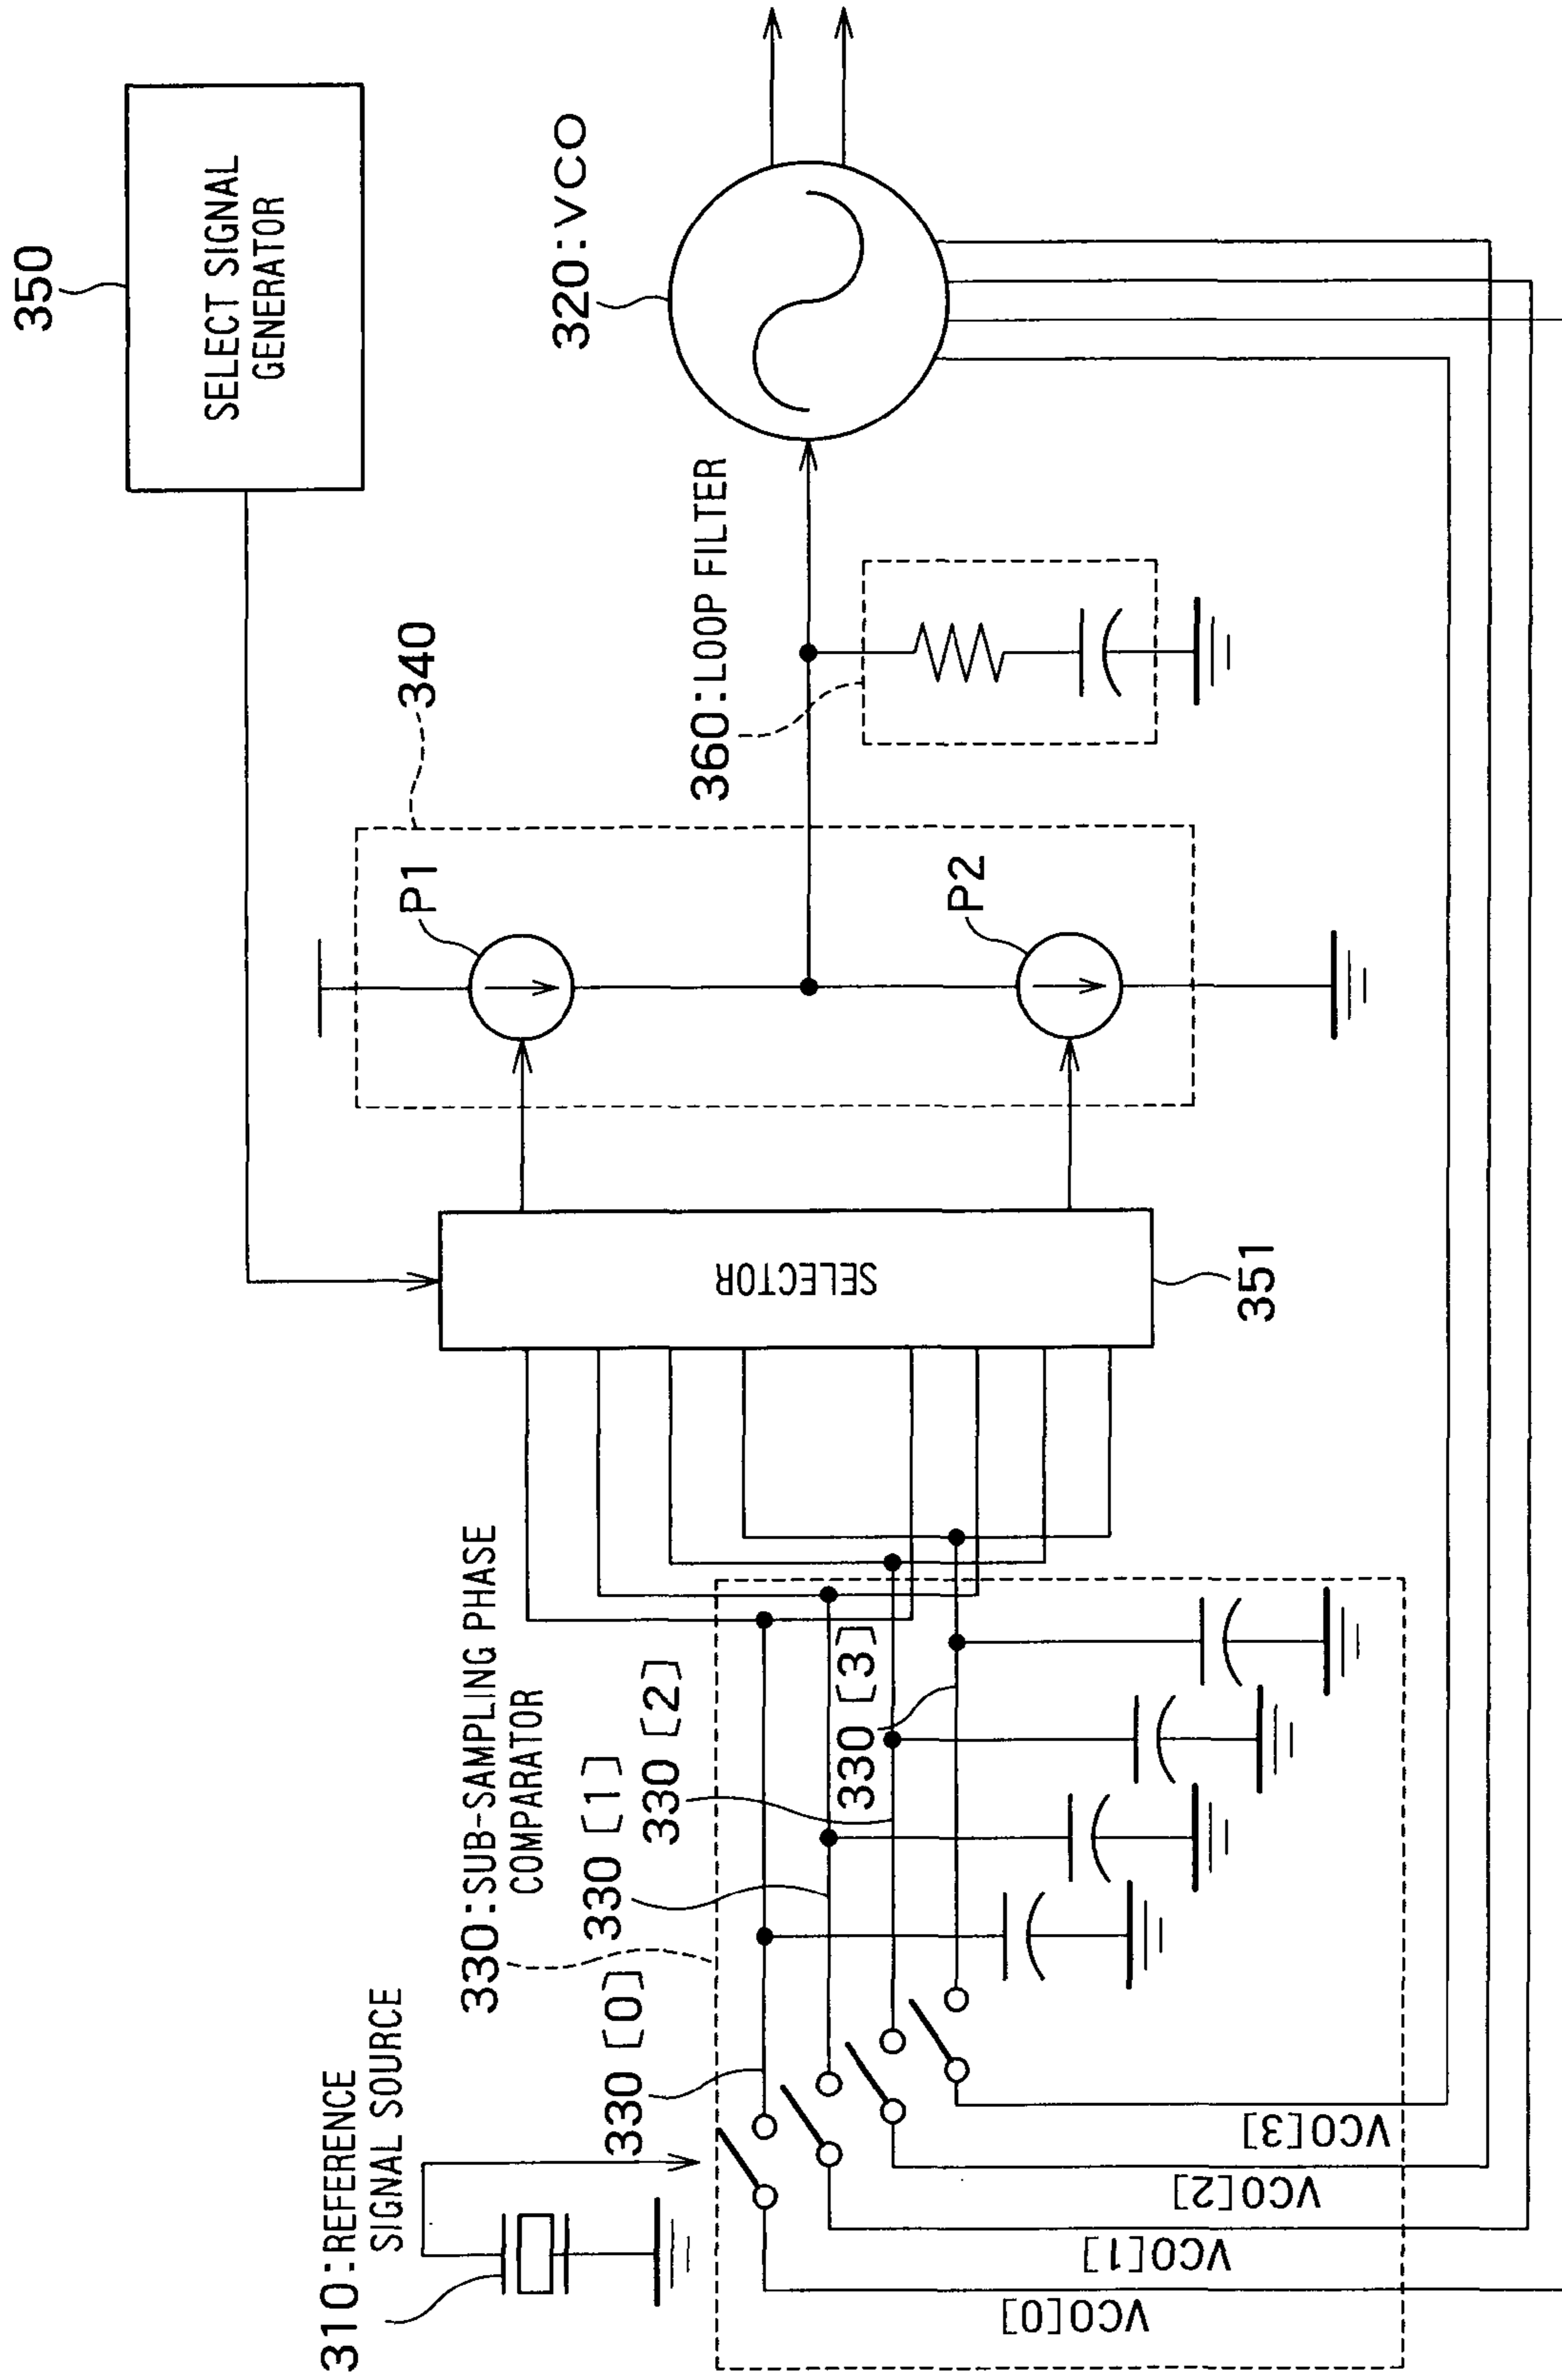 350
SELECT SIGNAL
GENERATOR
320:VCO
340
P1
360:LOOP FILTER
P2
SELECTOR
351
330:SUB-SAMPLING PHASE
COMPARATOR
330 [0]
330 [1]
330 [2]
330 [3]
310:REFERENCE
SIGNAL SOURCE
VCO[0]
VCO[1]
VCO[2]
VCO[3]